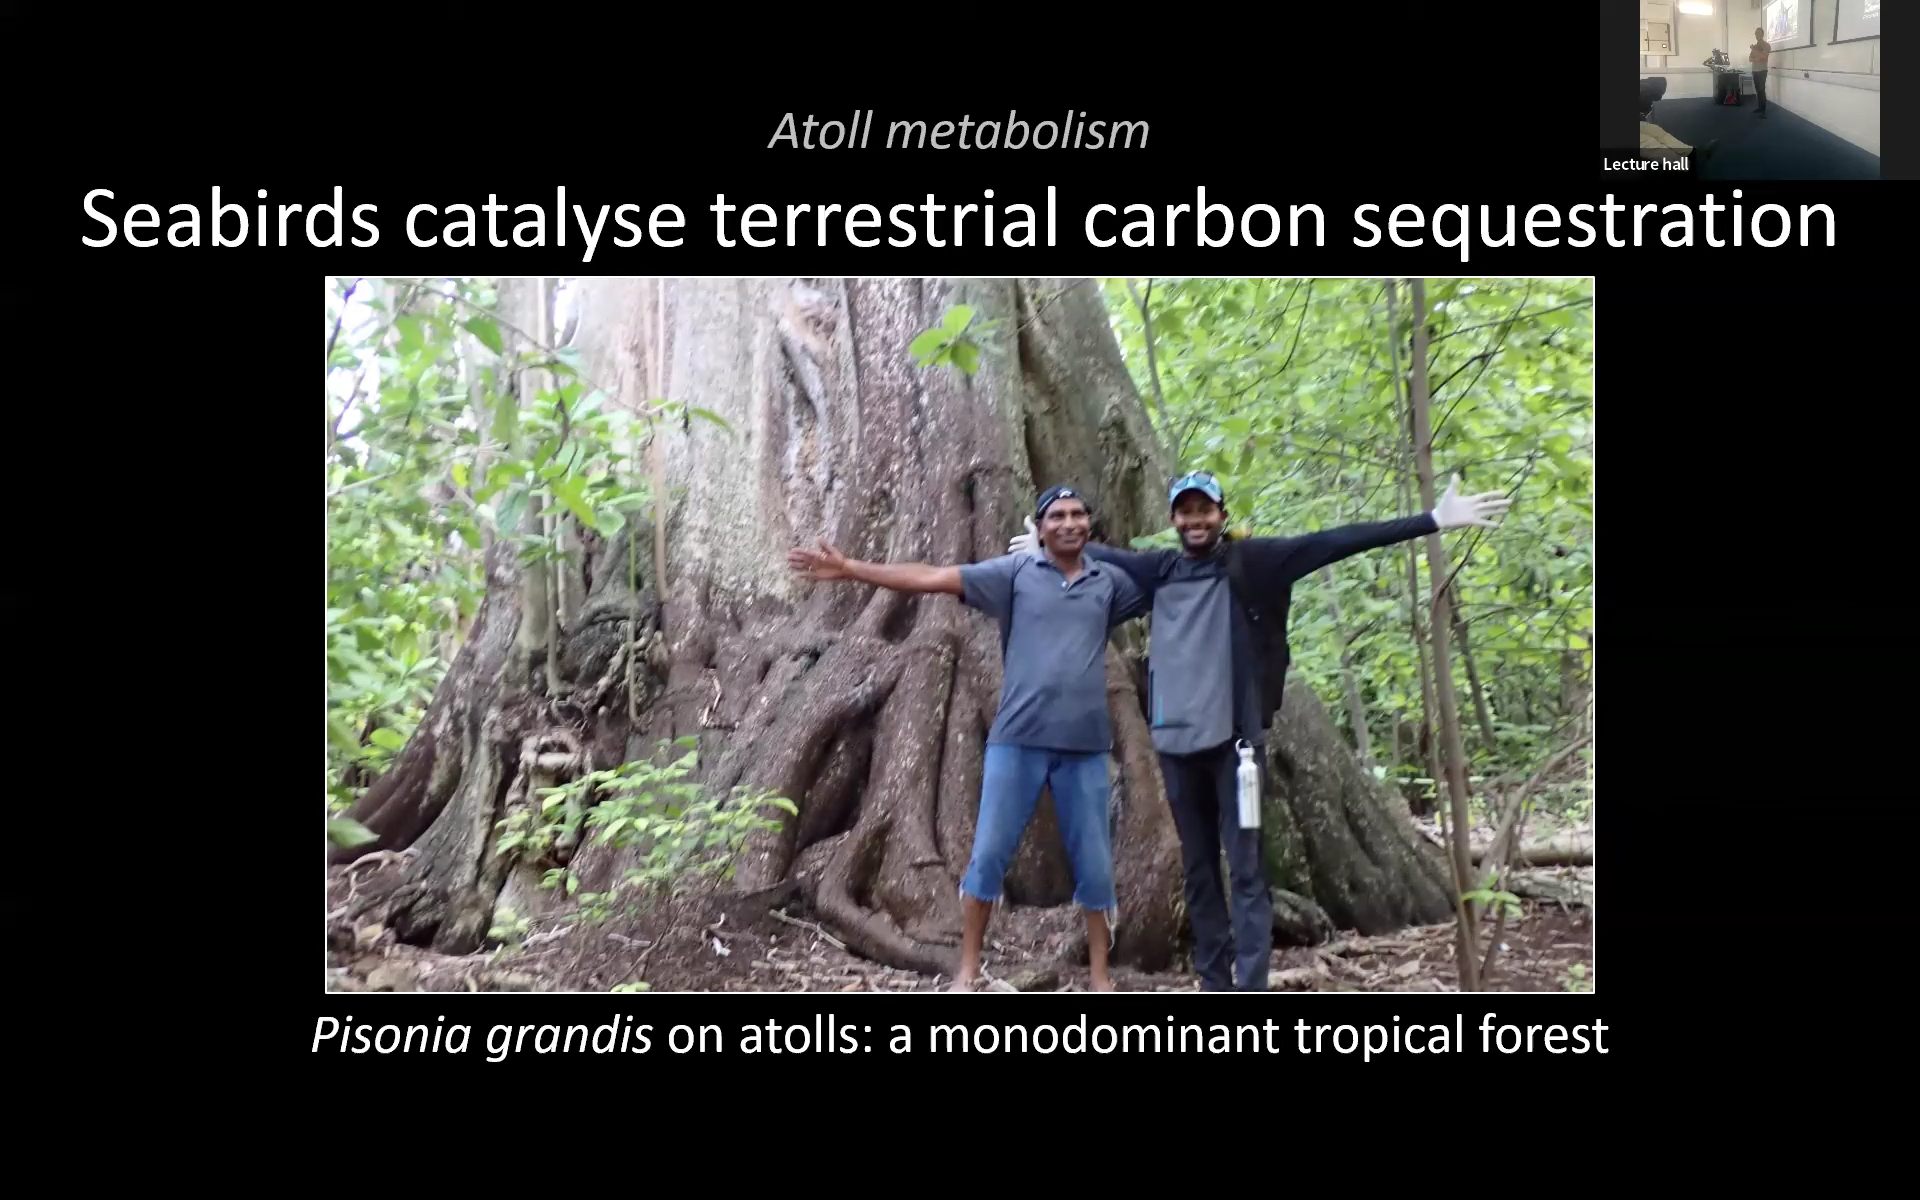 Atoll metabolism
Lecture hall
Seabirds catalyse terrestrial carbon sequestration
Pisonia grandis on atolls: a monodominant tropical forest